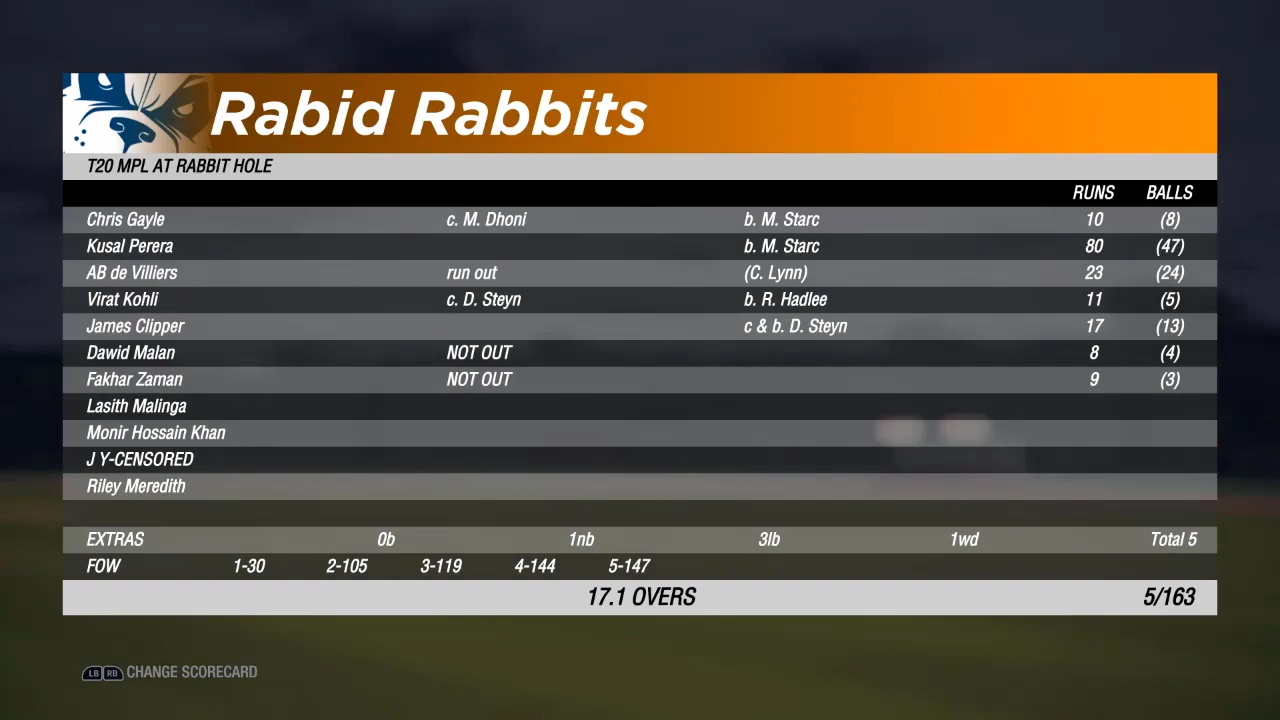 Rabid Rabbits
T20 MPL AT RABBIT HOLE
RUNS BALLS
Chris Gayle c. M. Dhoni b. M. Starc 10 (8)
Kusal Perera b. M. Starc 80 (47)
AB de Villiers run out (C. Lynn) 23 (24)
Virat Kohli c. D. Steyn b. R. Hadlee 11 (5)
James Clipper c & b. D. Steyn 17 (13)
Dawid Malan NOT OUT 8 (4)
Fakhar Zaman NOT OUT 9 (3)
Lasith Malinga
Monir Hossain Khan
J Y-CENSORED
Riley Meredith
EXTRAS 0b 1nb 3lb 1wd Total 5
FOW 1-30 2-105 3-119 4-144 5-147
17.1 OVERS 5/163
LB RB CHANGE SCORECARD